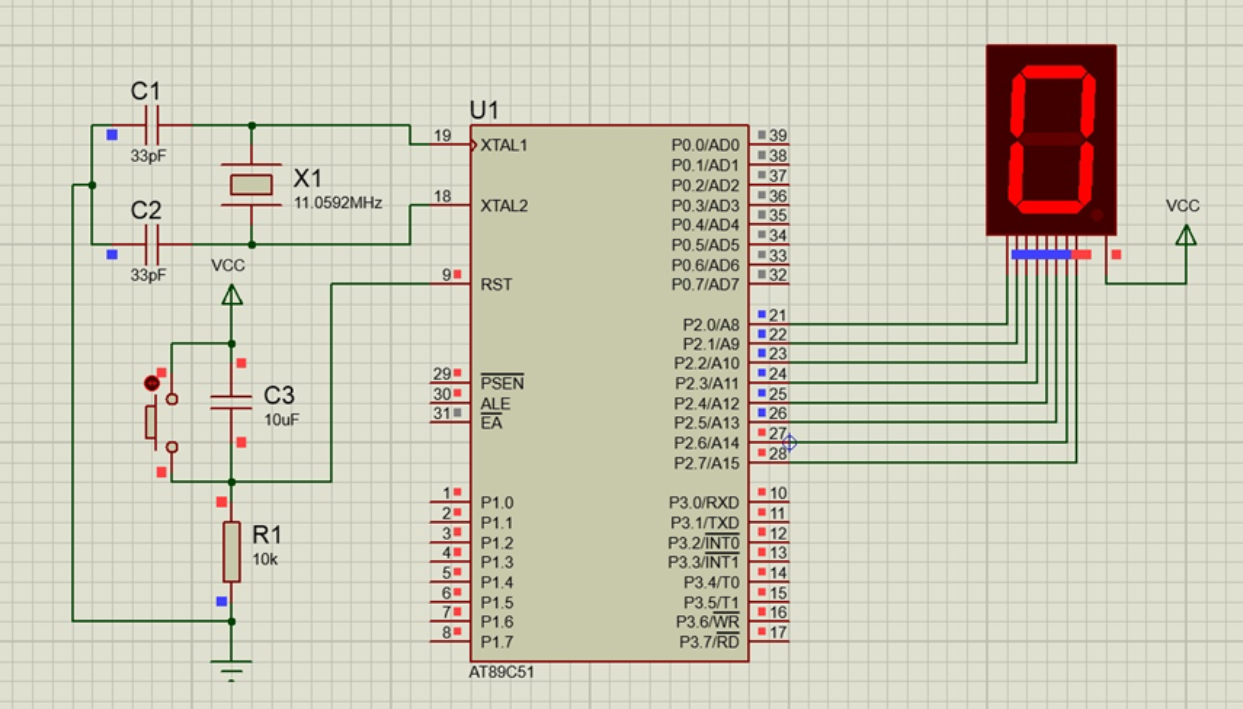 C1
33pF
X1
11.0592MHz
C2
33pF
VCC
C3
10uF
R1
10k
U1
19 XTAL1
18 XTAL2
9 RST
29 PSEN
30 ALE
31 EA
1 P1.0
2 P1.1
3 P1.2
4 P1.3
5 P1.4
6 P1.5
7 P1.6
8 P1.7
P0.0/AD0 39
P0.1/AD1 38
P0.2/AD2 37
P0.3/AD3 36
P0.4/AD4 35
P0.5/AD5 34
P0.6/AD6 33
P0.7/AD7 32
P2.0/A8 21
P2.1/A9 22
P2.2/A10 23
P2.3/A11 24
P2.4/A12 25
P2.5/A13 26
P2.6/A14 27
P2.7/A15 28
P3.0/RXD 10
P3.1/TXD 11
P3.2/INT0 12
P3.3/INT1 13
P3.4/T0 14
P3.5/T1 15
P3.6/WR 16
P3.7/RD 17
AT89C51
0
VCC